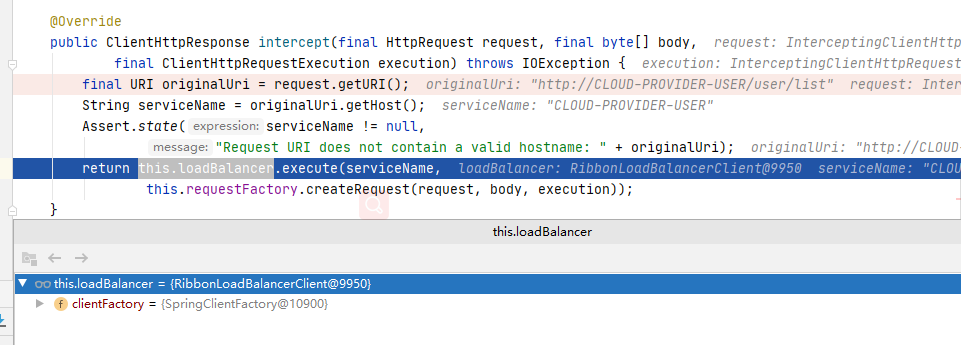 @Override
public ClientHttpResponse intercept(final HttpRequest request, final byte[] body, request: InterceptingClientHttp
final ClientHttpRequestExecution execution) throws IOException { execution: InterceptingClientHttpReques
final URI originalUri = request.getURI(); originalUri: "http://CLOUD-PROVIDER-USER/user/list" request: Inter
String serviceName = originalUri.getHost(); serviceName: "CLOUD-PROVIDER-USER"
Assert.state( expression: serviceName != null,
message: "Request URI does not contain a valid hostname: " + originalUri); originalUri: "http://CLOUD-
return this.loadBalancer.execute(serviceName, loadBalancer: RibbonLoadBalancerClient@9950 serviceName: "CLOU
this.requestFactory.createRequest(request, body, execution));
}
this.loadBalancer
this.loadBalancer = {RibbonLoadBalancerClient@9950}
f clientFactory = {SpringClientFactory@10900}